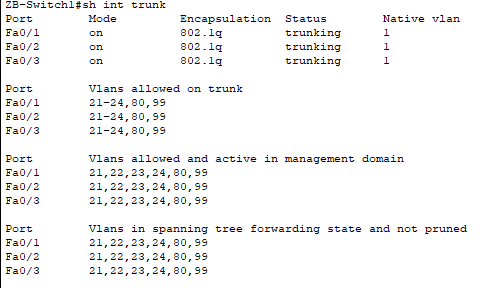 ZB-Switch1#sh int trunk
Port Mode Encapsulation Status Native vlan
Fa0/1 on 802.1q trunking 1
Fa0/2 on 802.1q trunking 1
Fa0/3 on 802.1q trunking 1
Port Vlans allowed on trunk
Fa0/1 21-24,80,99
Fa0/2 21-24,80,99
Fa0/3 21-24,80,99
Port Vlans allowed and active in management domain
Fa0/1 21,22,23,24,80,99
Fa0/2 21,22,23,24,80,99
Fa0/3 21,22,23,24,80,99
Port Vlans in spanning tree forwarding state and not pruned
Fa0/1 21,22,23,24,80,99
Fa0/2 21,22,23,24,80,99
Fa0/3 21,22,23,24,80,99